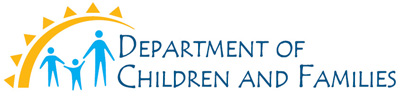 DEPARTMENT OF
CHILDREN AND FAMILIES